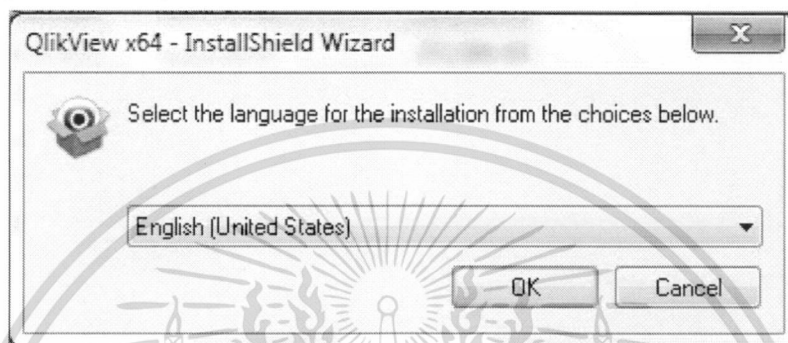 QlikView x64 - InstallShield Wizard
Select the language for the installation from the choices below.
English (United States)
OK
Cancel